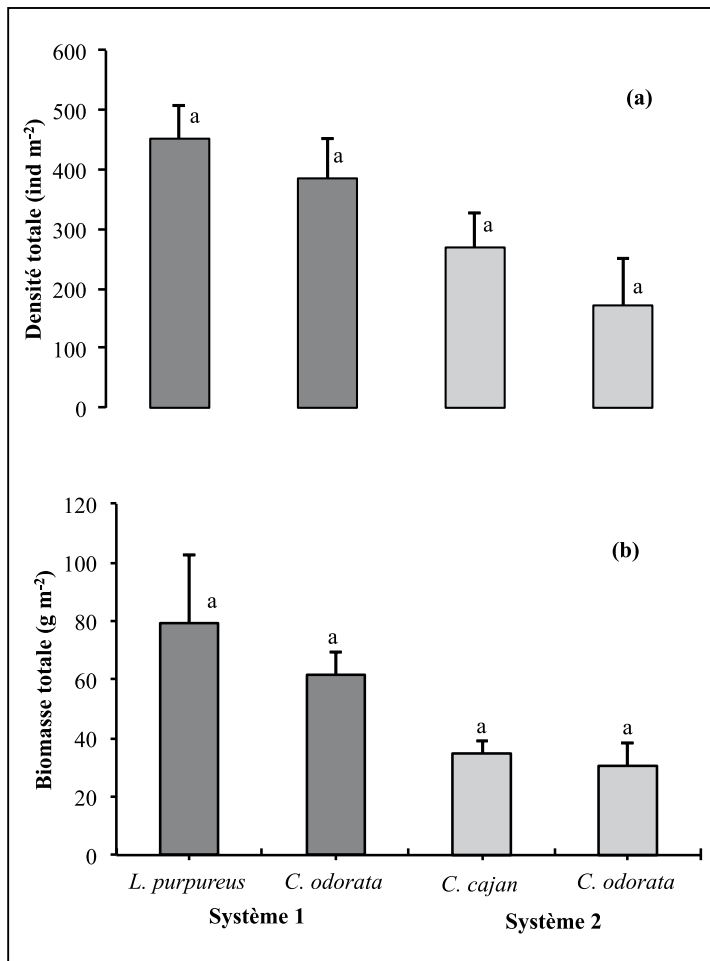 600
500
400
300
200
100
0
Densité totale (ind m⁻²)
(a)
a
a
a
a
120
100
80
60
40
20
0
Biomasse totale (g m⁻²)
(b)
a
a
a
a
L. purpureus C. odorata C. cajan C. odorata
Système 1 Système 2